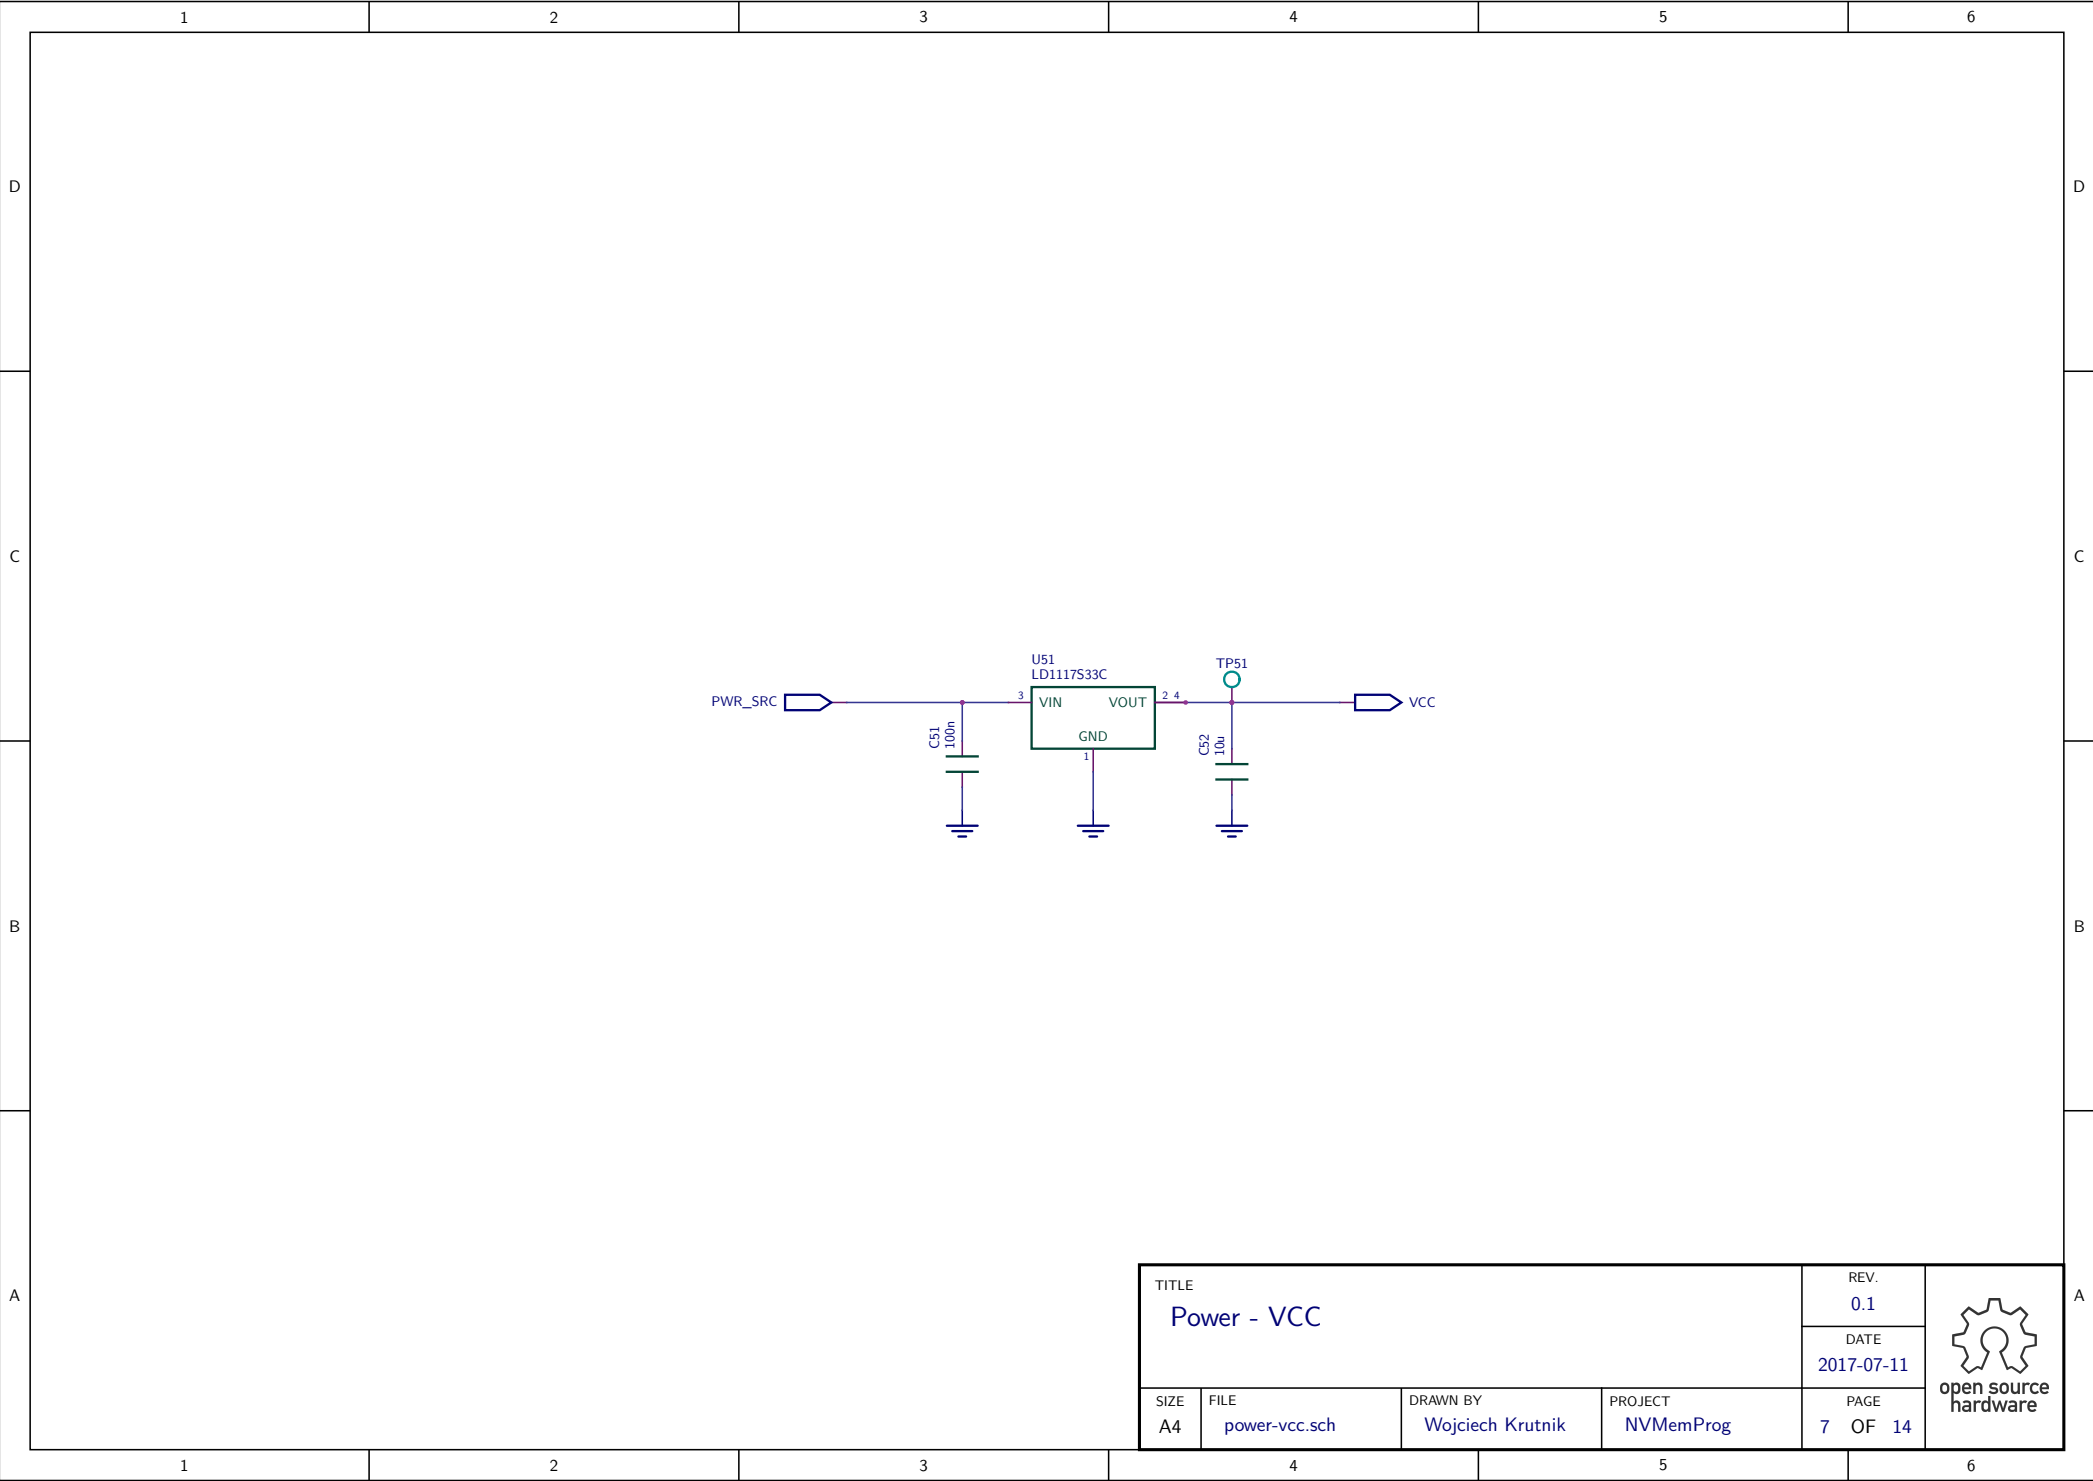 1 2 3 4 5 6
D D
C C
U51
LD1117S33C
TP51
PWR_SRC
3 VIN VOUT 2 4
VCC
C51
100n
GND
1
C52
10u
B B
A A
TITLE
Power - VCC
REV.
0.1
DATE
2017-07-11
SIZE
A4
FILE
power-vcc.sch
DRAWN BY
Wojciech Krutnik
PROJECT
NVMemProg
PAGE
7 OF 14
open source
hardware
1 2 3 4 5 6